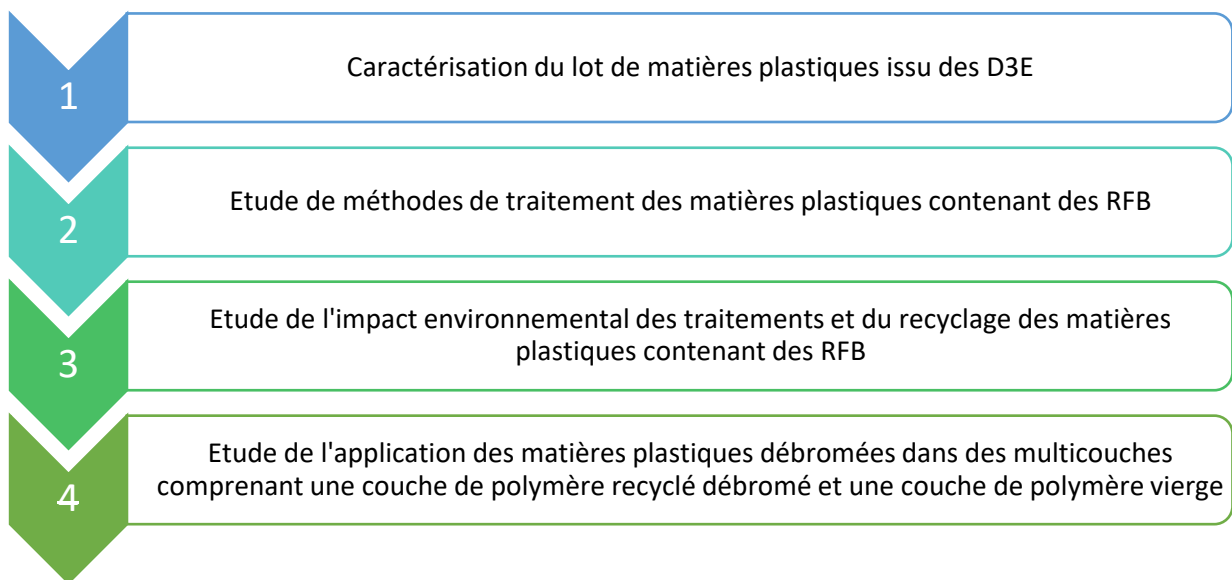 1
Caractérisation du lot de matières plastiques issu des D3E
2
Etude de méthodes de traitement des matières plastiques contenant des RFB
3
Etude de l'impact environnemental des traitements et du recyclage des matières
plastiques contenant des RFB
4
Etude de l'application des matières plastiques débromées dans des multicouches
comprenant une couche de polymère recyclé débromé et une couche de polymère vierge